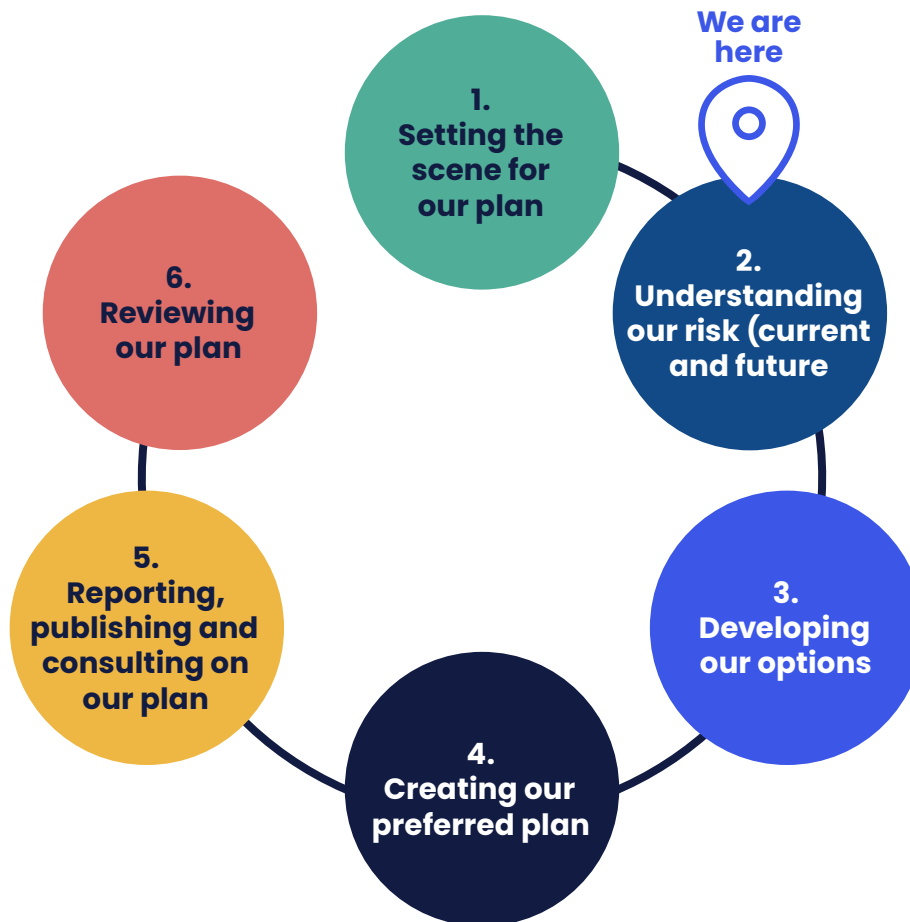 We are
here
1.
Setting the
scene for
our plan
2.
Understanding
our risk (current
and future
3.
Developing
our options
4.
Creating our
preferred plan
5.
Reporting,
publishing and
consulting on
our plan
6.
Reviewing
our plan